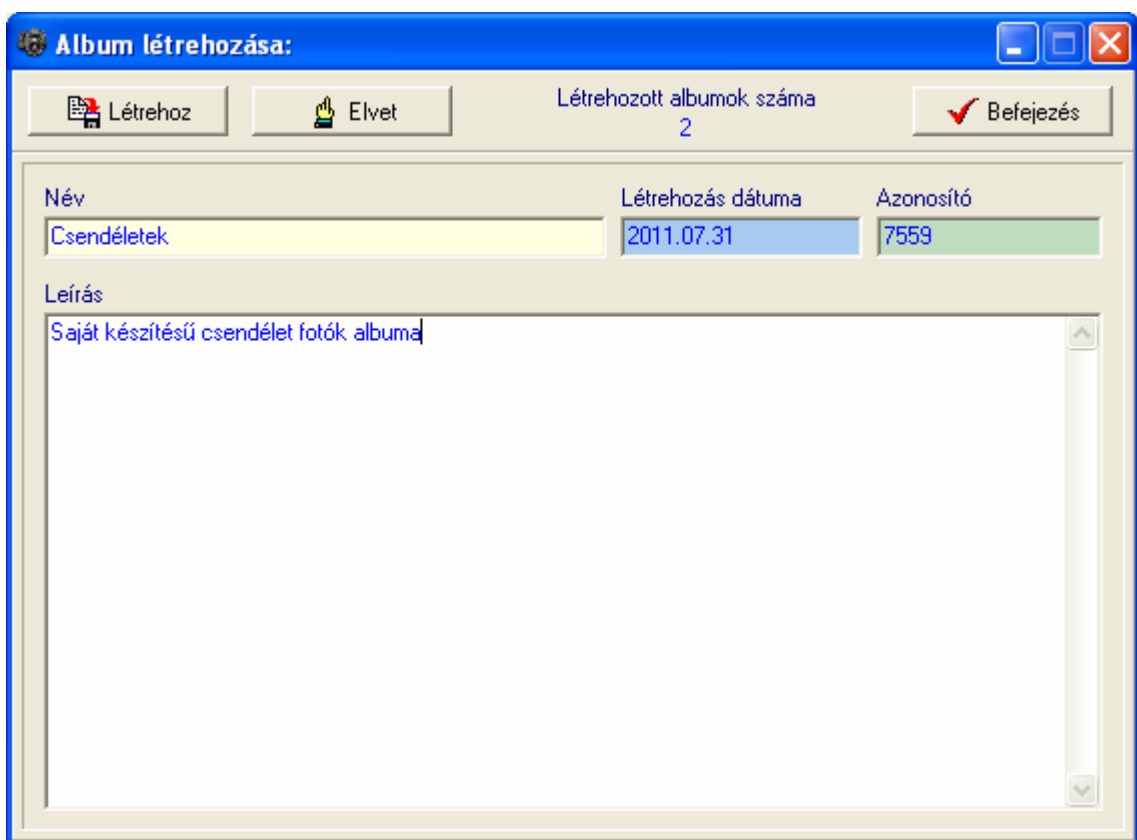 Album létrehozása:
Létrehoz
Elvet
Létrehozott albumok száma
2
Befejezés
Név
Létrehozás dátuma
Azonosító
Csendéletek
2011.07.31
7559
Leírás
Saját készítésű csendélet fotók albuma